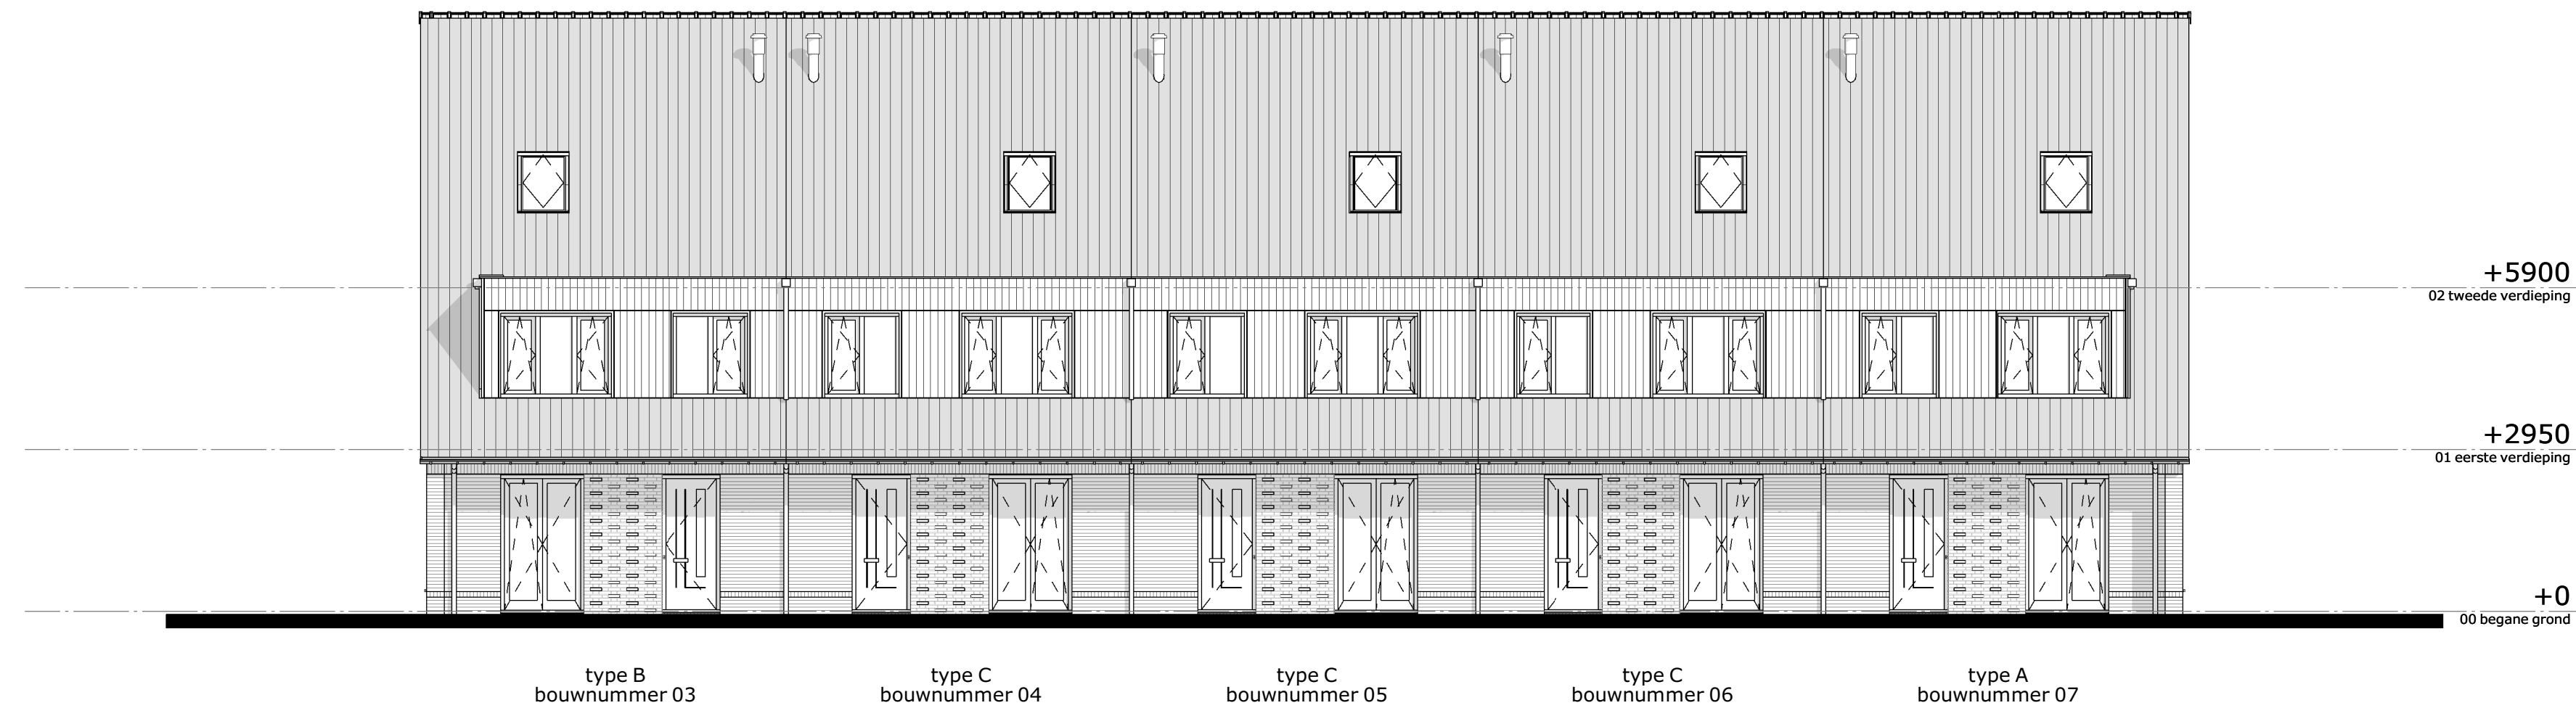 +5900
02 tweede verdieping
+2950
01 eerste verdieping
+0
00 begane grond
type B
bouwnummer 03
type C
bouwnummer 04
type C
bouwnummer 05
type C
bouwnummer 06
type A
bouwnummer 07